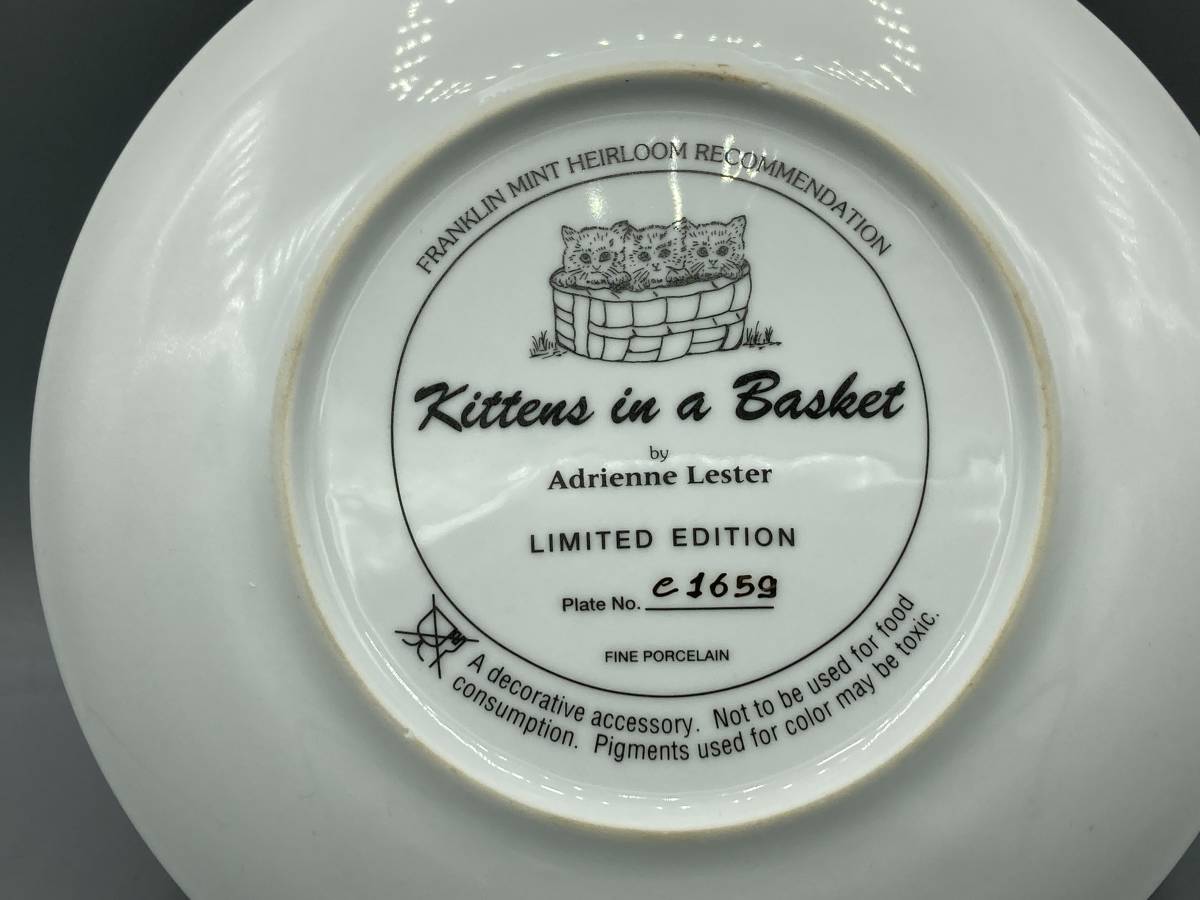 FRANKLIN MINT HEIRLOOM RECOMMENDATION
Kittens in a Basket
by
Adrienne Lester
LIMITED EDITION
Plate No. C1659
FINE PORCELAIN
A decorative accessory. Not to be used for food
consumption. Pigments used for color may be toxic.